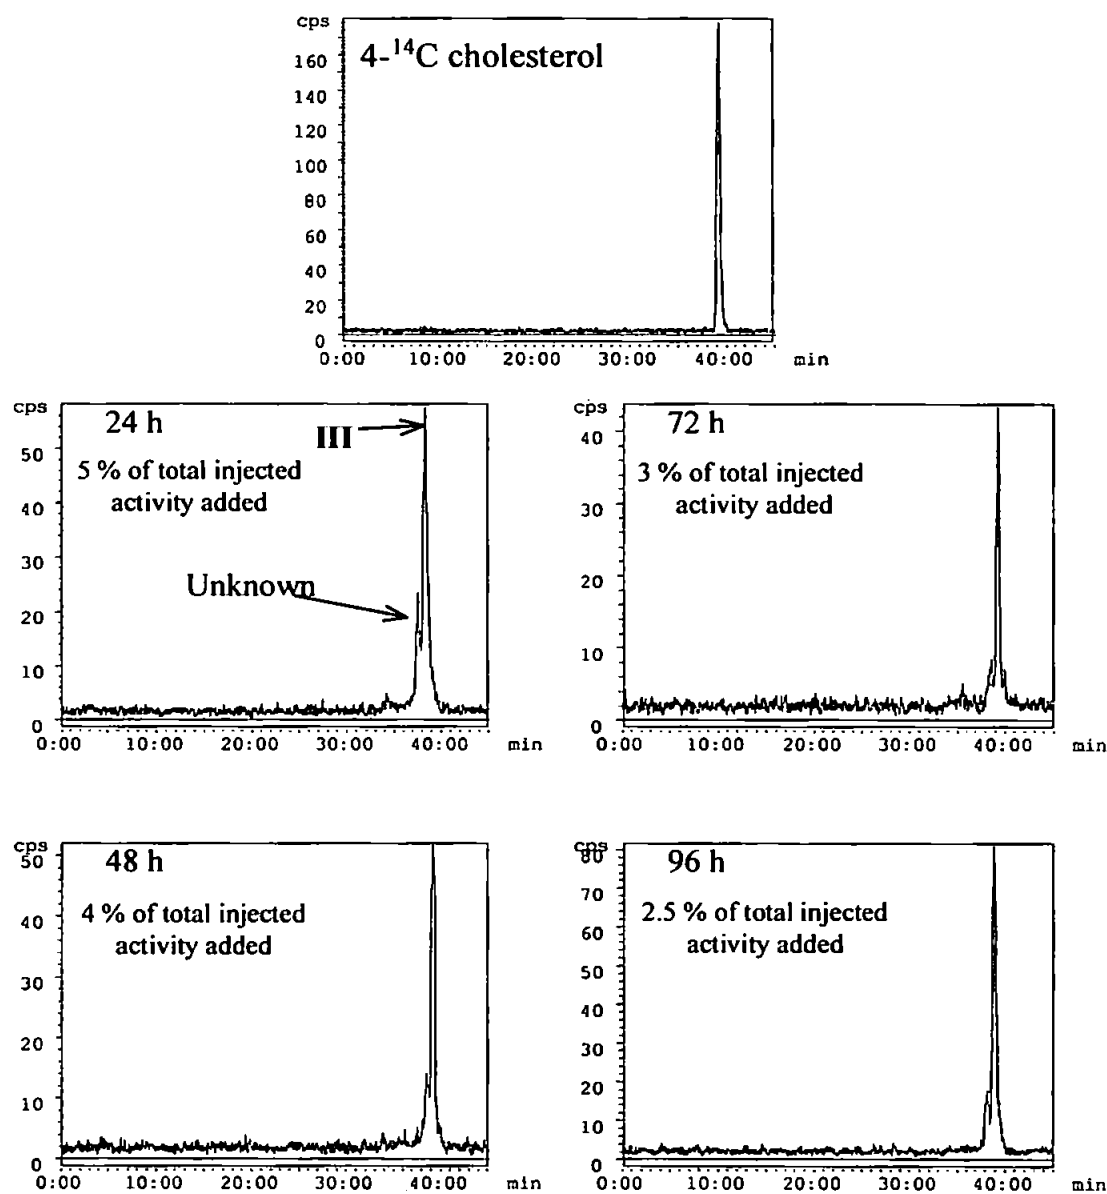 cps
4-¹⁴C cholesterol
160
140
120
100
80
60
40
20
0
0:00 10:00 20:00 30:00 40:00 min
cps
24 h
III
5 % of total injected
activity added
50
40
30
Unknown
20
10
0
0:00 10:00 20:00 30:00 40:00 min
cps
72 h
3 % of total injected
activity added
40
30
20
10
0
0:00 10:00 20:00 30:00 40:00 min
cps
48 h
4 % of total injected
activity added
50
40
30
20
10
0
0:00 10:00 20:00 30:00 40:00 min
cps
96 h
2.5 % of total injected
activity added
80
70
60
50
40
30
20
10
0
0:00 10:00 20:00 30:00 40:00 min